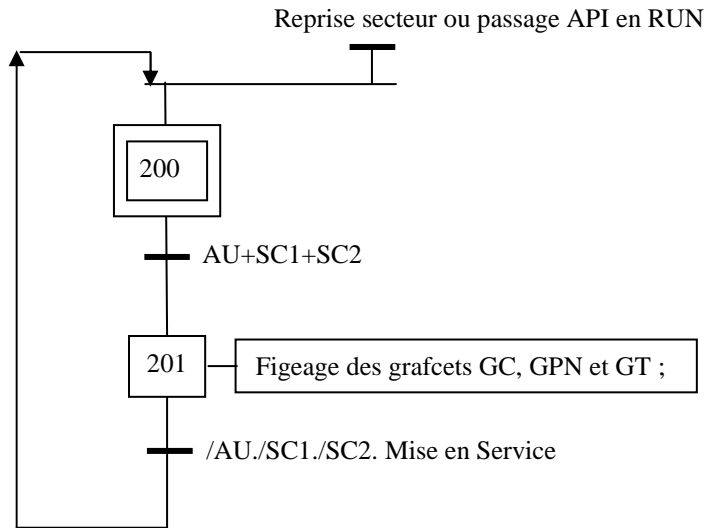 Reprise secteur ou passage API en RUN
200
AU+SC1+SC2
201
Figeage des grafcets GC, GPN et GT ;
/AU./SC1./SC2. Mise en Service